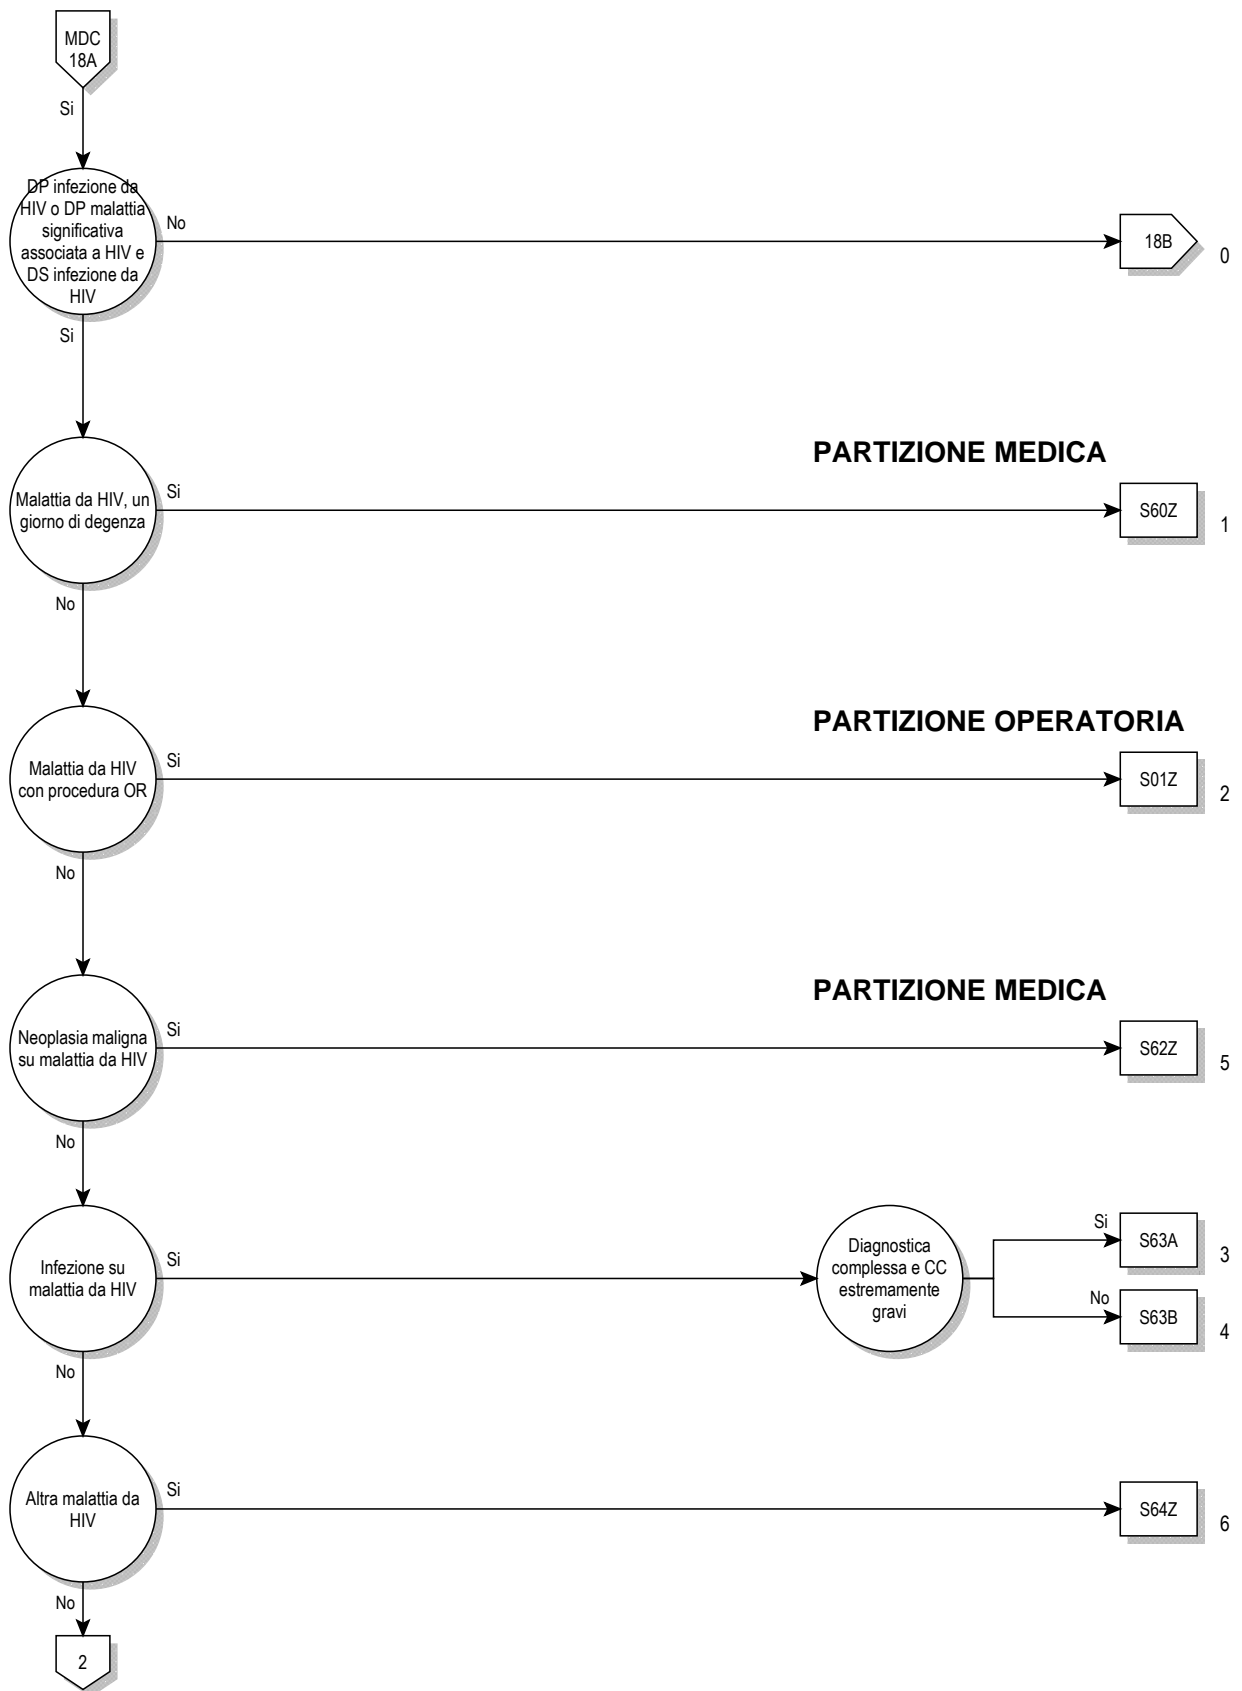 MDC
18A
Si
DP infezione da
HIV o DP malattia
significativa
associata a HIV e
DS infezione da
HIV
No
18B
0
Si
PARTIZIONE MEDICA
Malattia da HIV, un
giorno di degenza
Si
S60Z
1
No
PARTIZIONE OPERATORIA
Malattia da HIV
con procedura OR
Si
S01Z
2
No
PARTIZIONE MEDICA
Neoplasia maligna
su malattia da HIV
Si
S62Z
5
No
Infezione su
malattia da HIV
Si
Diagnostica
complessa e CC
estremamente
gravi
Si
S63A
3
No
S63B
4
No
Altra malattia da
HIV
Si
S64Z
6
No
2